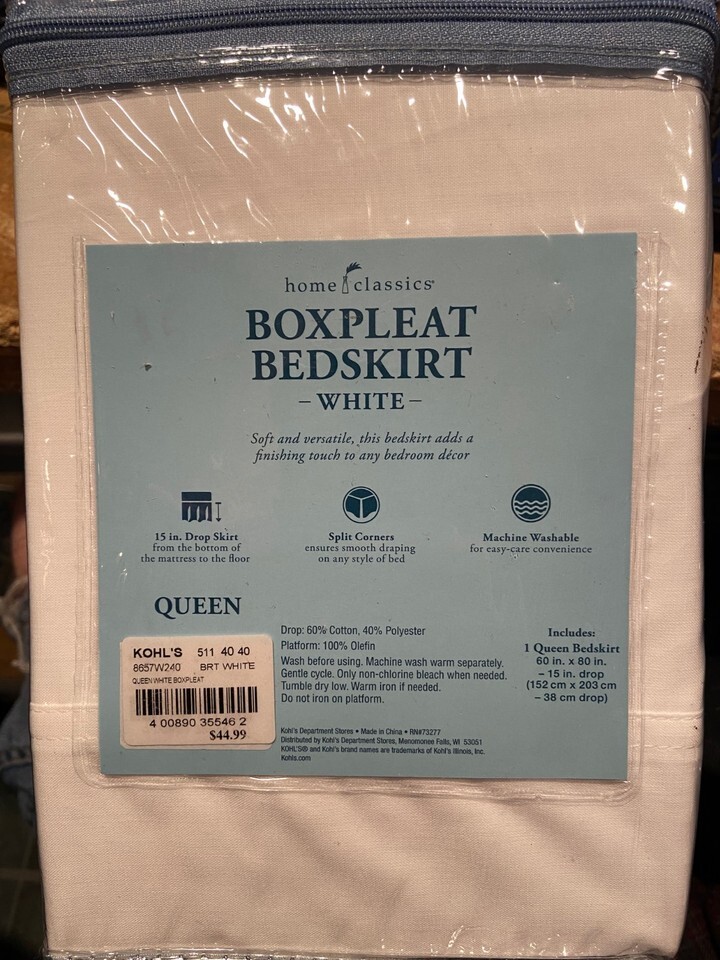 home classics®
BOXPLEAT
BEDSKIRT
– WHITE –
Soft and versatile, this bedskirt adds a
finishing touch to any bedroom décor
15 in. Drop Skirt
from the bottom of
the mattress to the floor
Split Corners
ensures smooth draping
on any style of bed
Machine Washable
for easy-care convenience
QUEEN
KOHL'S 511 40 40
8657W240 BRT WHITE
QUEEN WHITE BOXPLEAT
4 00890 35546 2
$44.99
Drop: 60% Cotton, 40% Polyester
Platform: 100% Olefin
Wash before using. Machine wash warm separately.
Gentle cycle. Only non-chlorine bleach when needed.
Tumble dry low. Warm iron if needed.
Do not iron on platform.
Includes:
1 Queen Bedskirt
60 in. x 80 in.
– 15 in. drop
(152 cm x 203 cm
– 38 cm drop)
Kohl's Department Stores • Made in China • RN#73277
Distributed by Kohl's Department Stores, Menomonee Falls, WI 53051
KOHL'S® and Kohl's brand names are trademarks of Kohl's Illinois, Inc.
Kohls.com